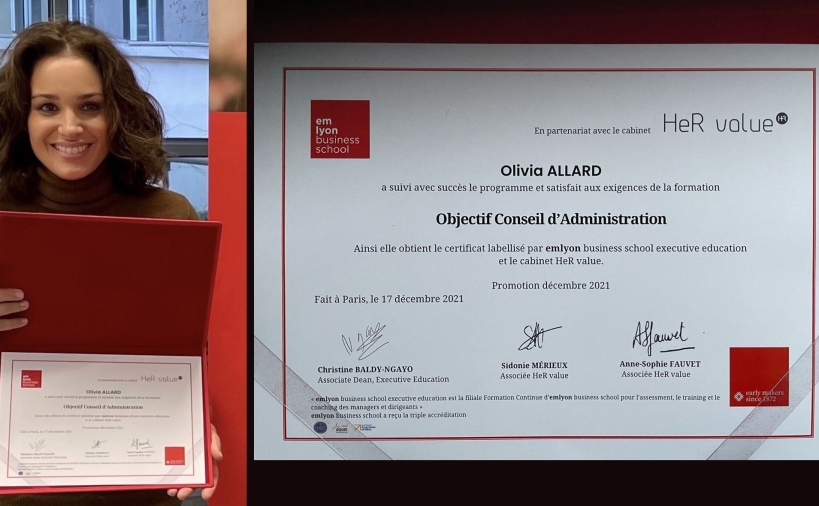 em
lyon
business
school
En partenariat avec le cabinet HeR value HR
Olivia ALLARD
a suivi avec succès le programme et satisfait aux exigences de la formation
Objectif Conseil d'Administration
Ainsi elle obtient le certificat labellisé par emlyon business school executive education
et le cabinet HeR value.
Promotion décembre 2021
Fait à Paris, le 17 décembre 2021
Christine BALDY-NGAYO
Associate Dean, Executive Education
Sidonie MÉRIEUX
Associée HeR value
Anne-Sophie FAUVET
Associée HeR value
early makers
since 1872
« emlyon business school executive education est la filiale Formation Continue d'emlyon business school pour l'assessment, le training et le
coaching des managers et dirigeants »
emlyon business school a reçu la triple accréditation
HeR value
Olivia ALLARD
Objectif Conseil d'Administration